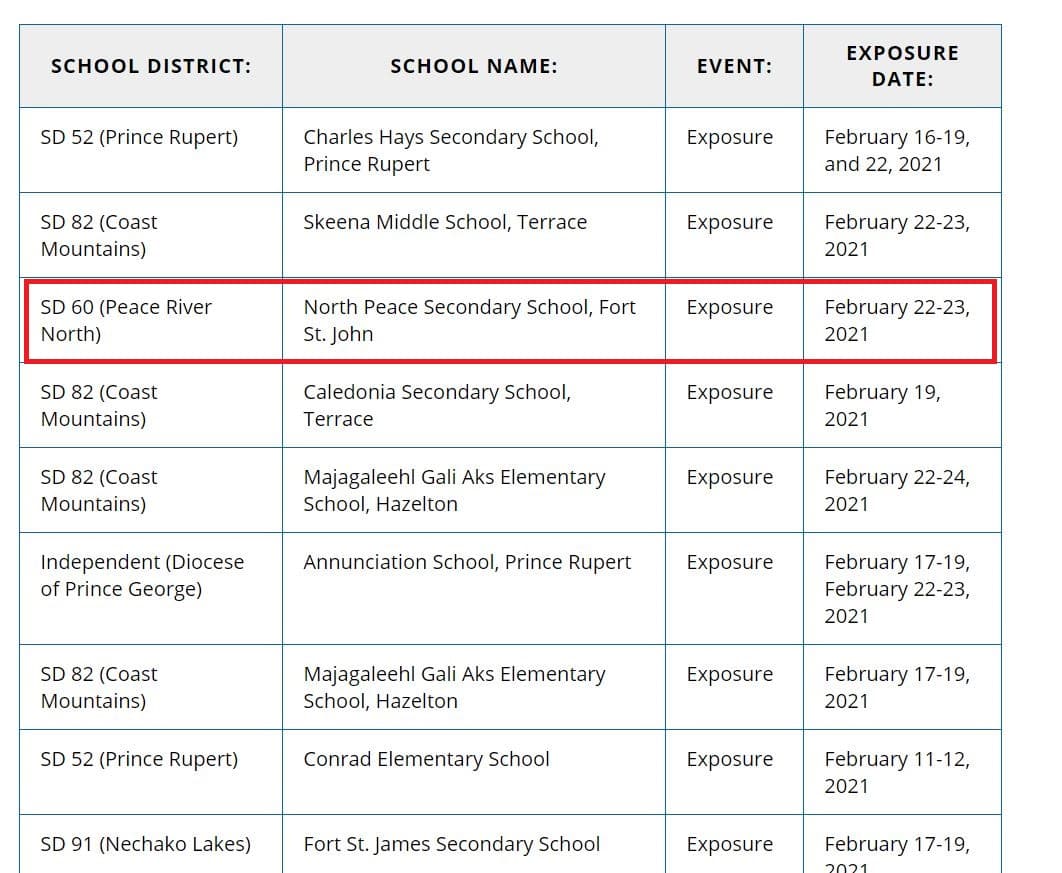 SCHOOL DISTRICT: SCHOOL NAME: EVENT: EXPOSURE DATE:
SD 52 (Prince Rupert) Charles Hays Secondary School, Exposure February 16-19,
Prince Rupert and 22, 2021
SD 82 (Coast Skeena Middle School, Terrace Exposure February 22-23,
Mountains) 2021
SD 60 (Peace River North Peace Secondary School, Fort Exposure February 22-23,
North) St. John 2021
SD 82 (Coast Caledonia Secondary School, Exposure February 19,
Mountains) Terrace 2021
SD 82 (Coast Majagaleehl Gali Aks Elementary Exposure February 22-24,
Mountains) School, Hazelton 2021
Independent (Diocese Annunciation School, Prince Rupert Exposure February 17-19,
of Prince George) February 22-23,
2021
SD 82 (Coast Majagaleehl Gali Aks Elementary Exposure February 17-19,
Mountains) School, Hazelton 2021
SD 52 (Prince Rupert) Conrad Elementary School Exposure February 11-12,
2021
SD 91 (Nechako Lakes) Fort St. James Secondary School Exposure February 17-19,
2021